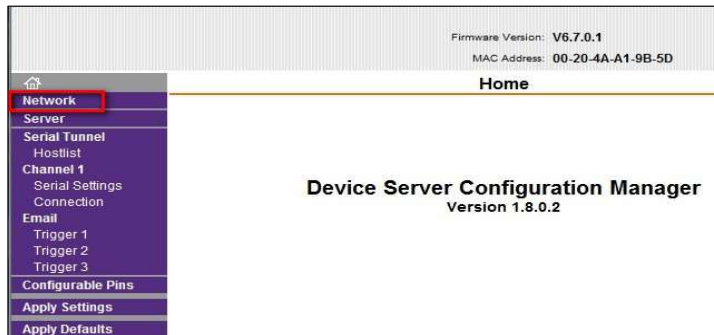 Firmware Version: V6.7.0.1
MAC Address: 00-20-4A-A1-9B-5D
Home
Network
Server
Serial Tunnel
Hostlist
Channel 1
Serial Settings
Connection
Email
Trigger 1
Trigger 2
Trigger 3
Configurable Pins
Apply Settings
Apply Defaults
Device Server Configuration Manager
Version 1.8.0.2